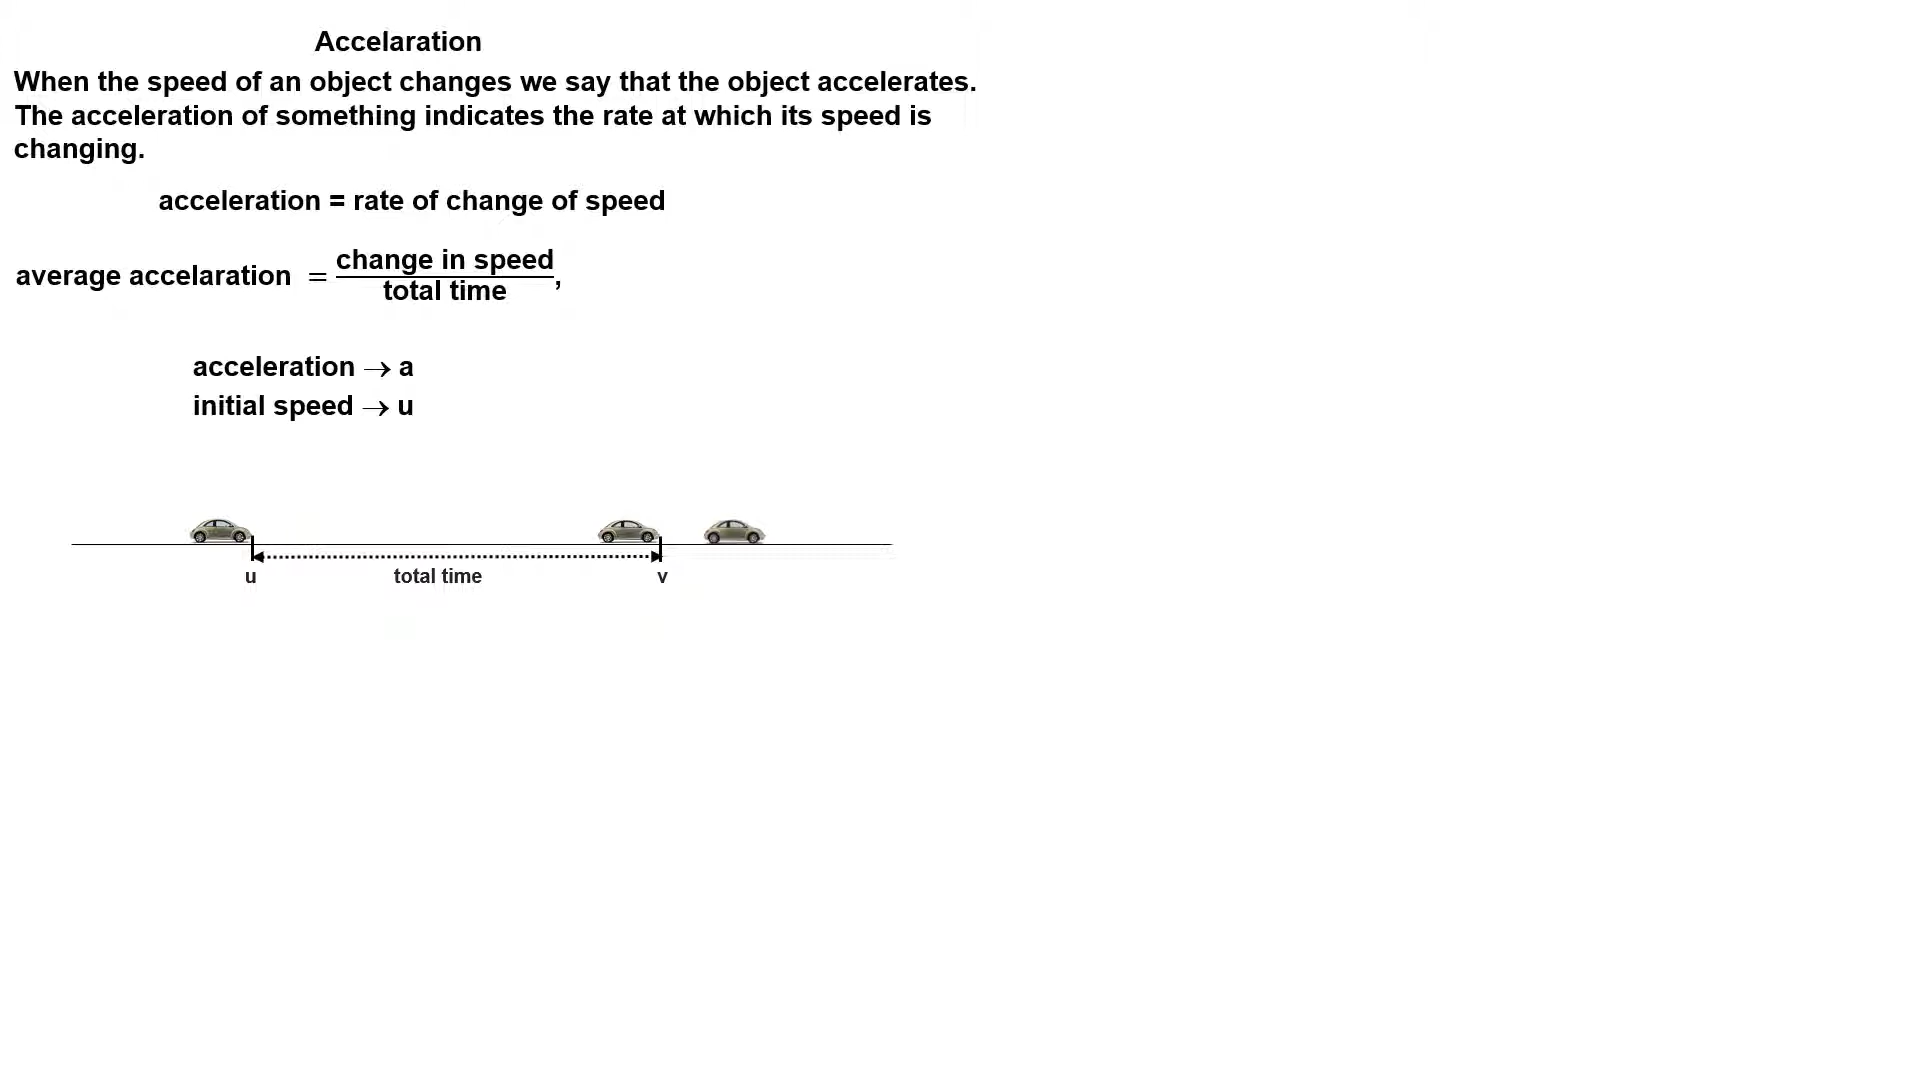 Accelaration
When the speed of an object changes we say that the object accelerates.
The acceleration of something indicates the rate at which its speed is
changing.
acceleration = rate of change of speed
average accelaration = change in speed / total time,
acceleration → a
initial speed → u
u total time v